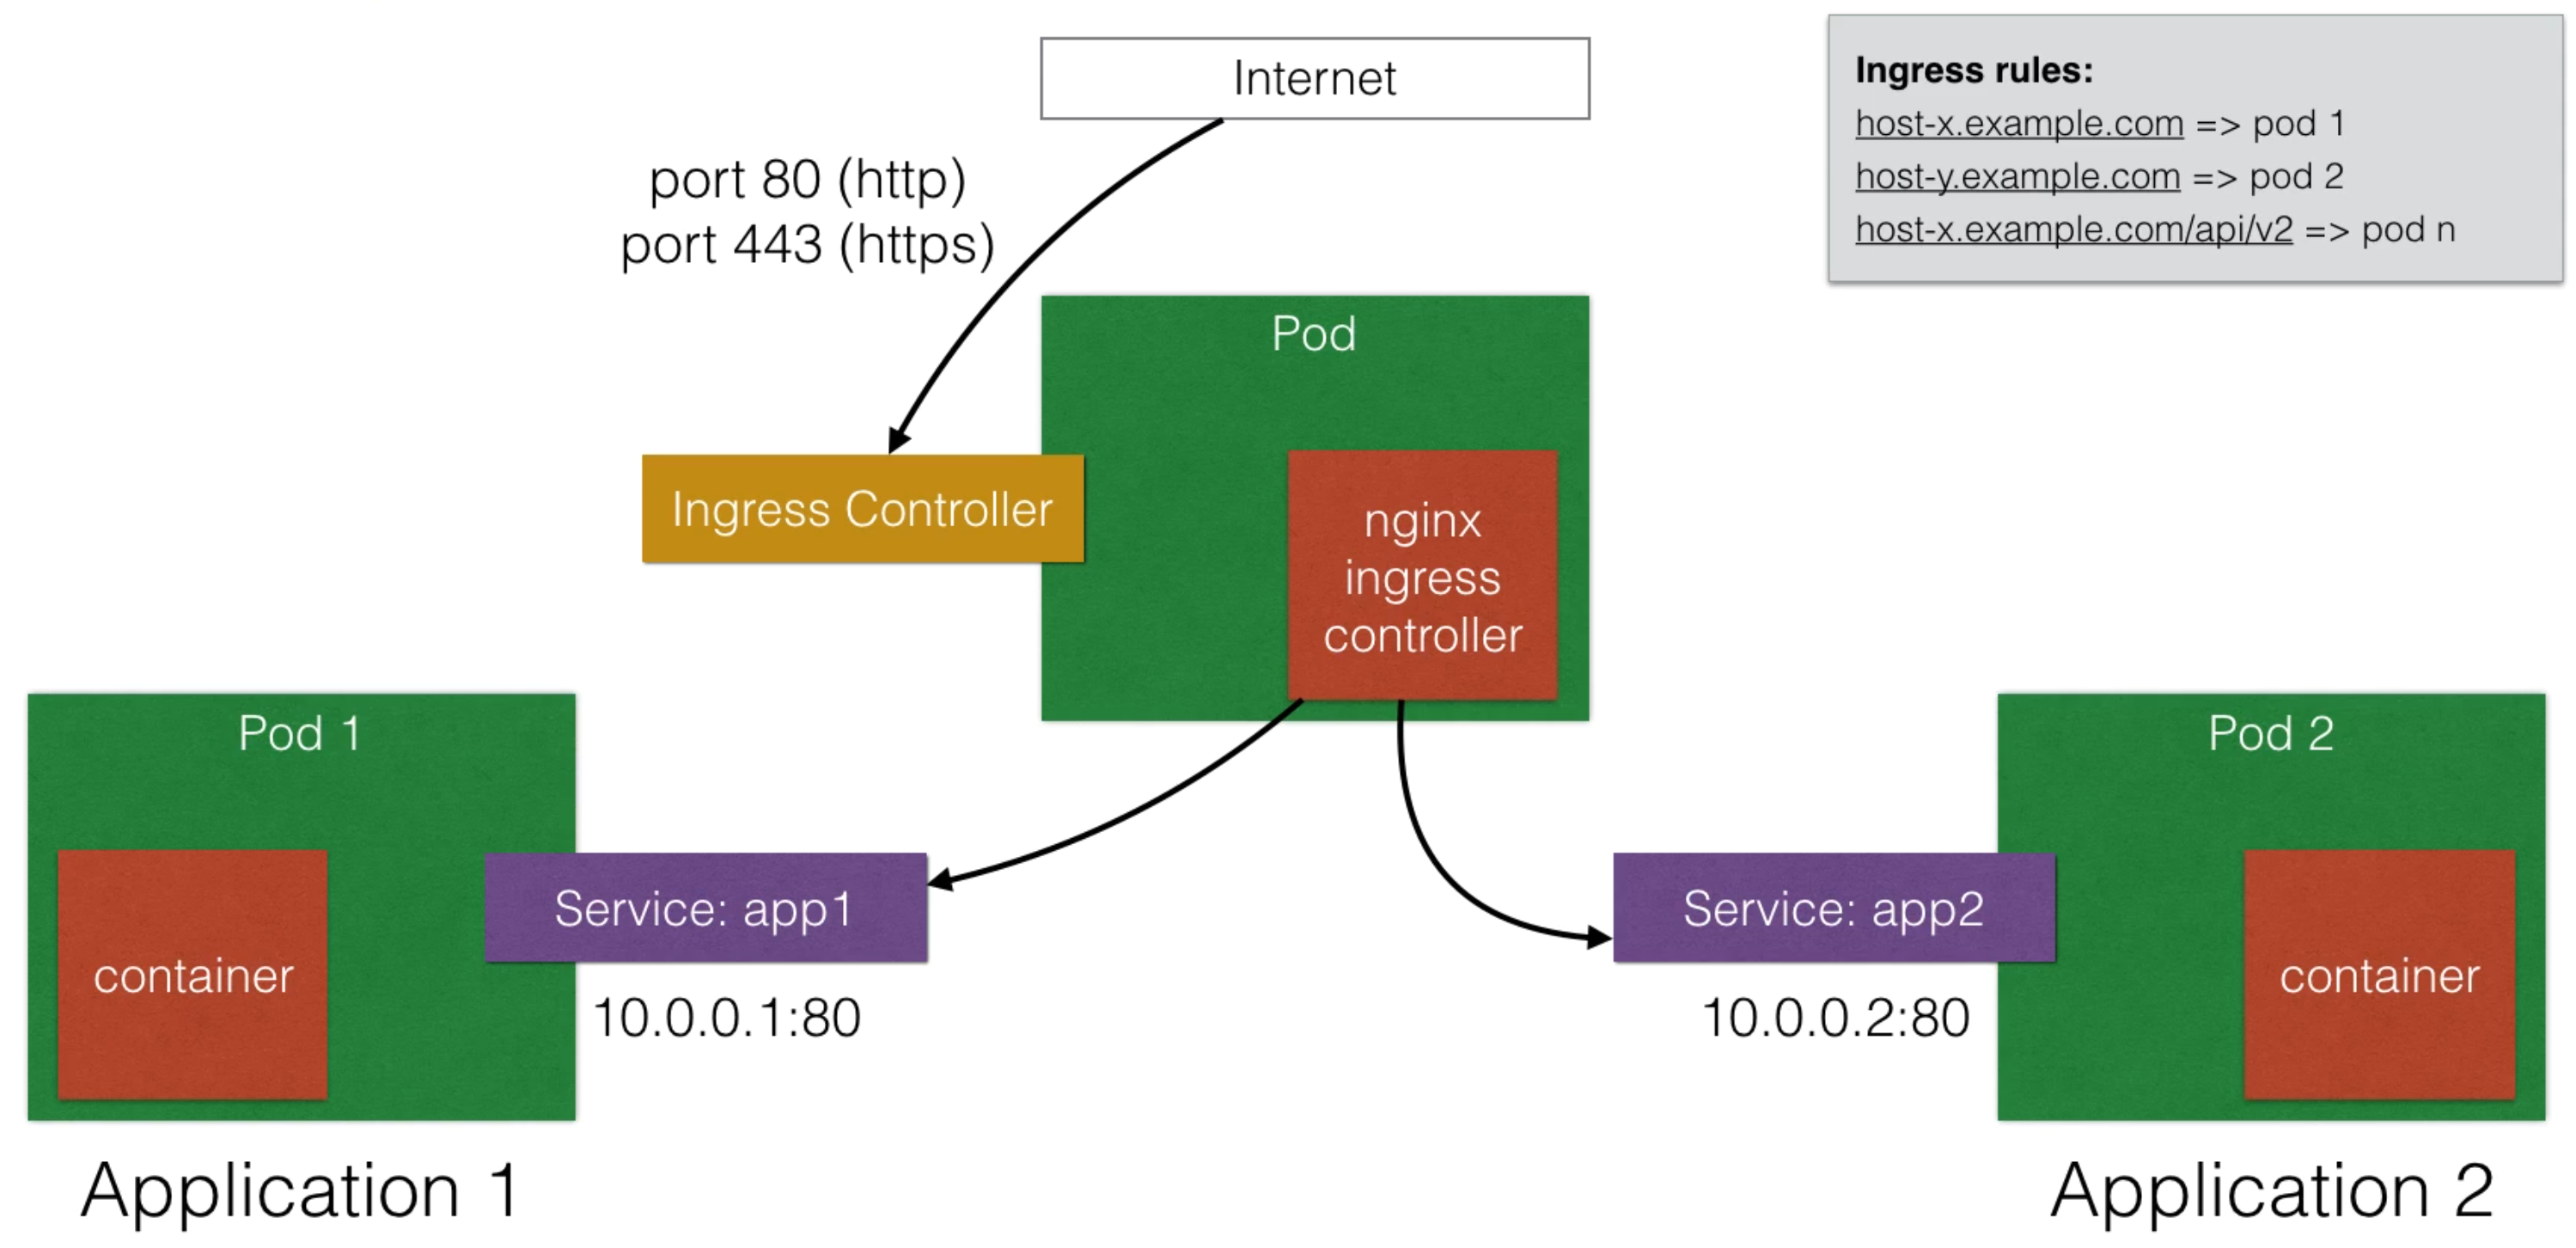 Internet
Ingress rules:
host-x.example.com => pod 1
host-y.example.com => pod 2
host-x.example.com/api/v2 => pod n
port 80 (http)
port 443 (https)
Pod
Ingress Controller
nginx
ingress
controller
Pod 1
container
Service: app1
10.0.0.1:80
Application 1
Pod 2
Service: app2
container
10.0.0.2:80
Application 2